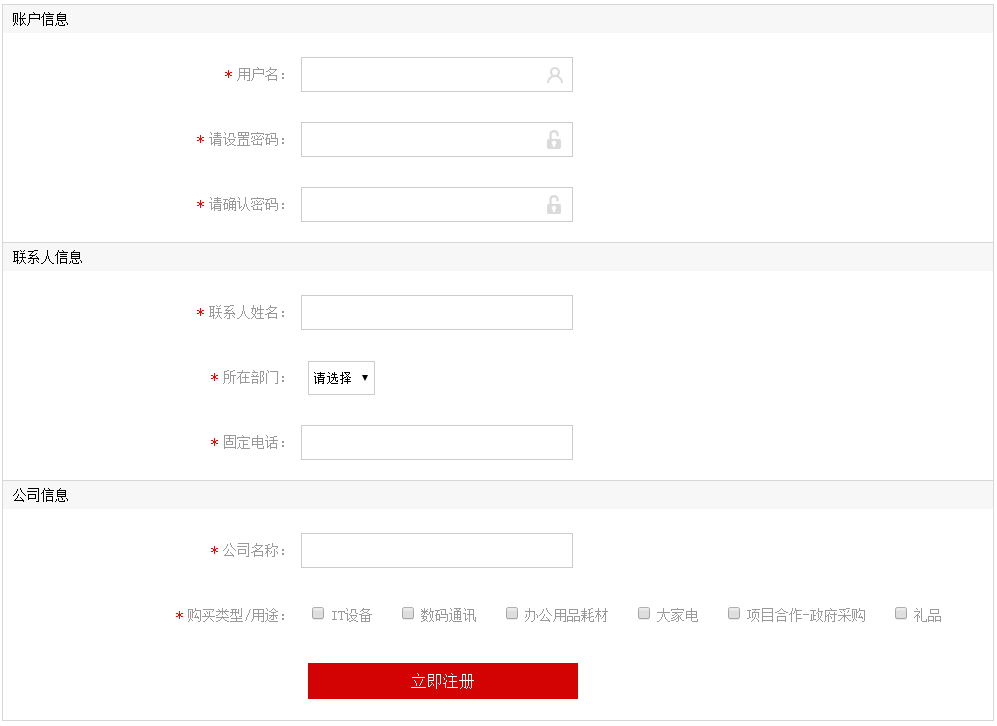 账户信息
* 用户名：
* 请设置密码：
* 请确认密码：
联系人信息
* 联系人姓名：
* 所在部门： 请选择
* 固定电话：
公司信息
* 公司名称：
* 购买类型/用途： IT设备 数码通讯 办公用品耗材 大家电 项目合作-政府采购 礼品
立即注册